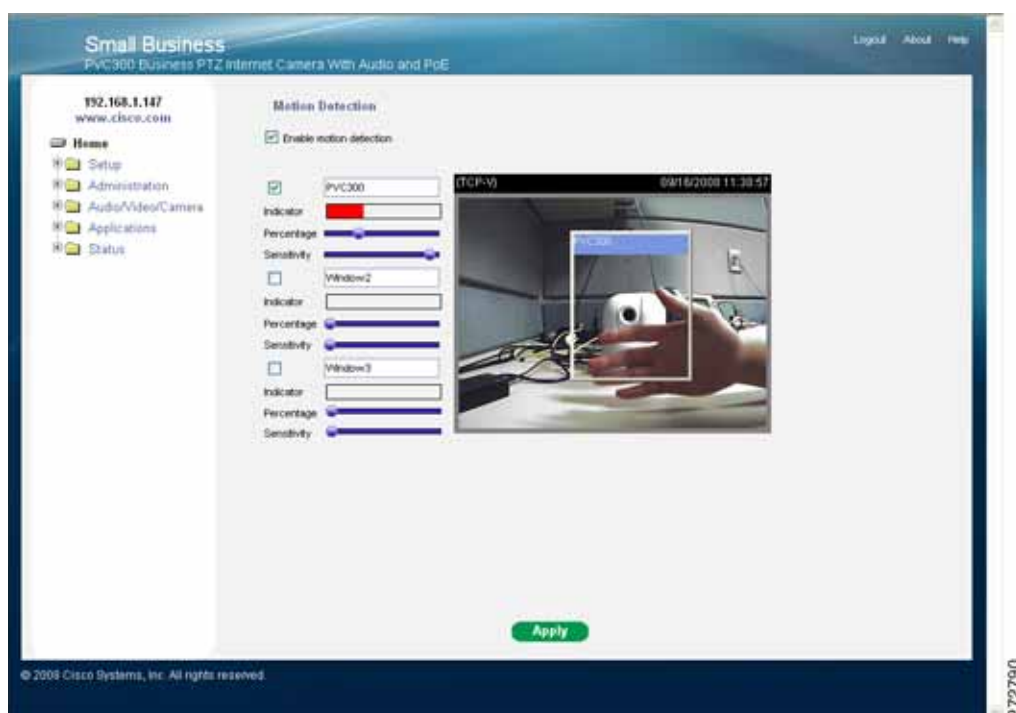 Small Business
PVC300 Business PTZ Internet Camera With Audio and PoE
Logout About Help
192.168.1.147
www.cisco.com
Home
Setup
Administration
Audio/Video/Camera
Applications
Status
Motion Detection
Enable motion detection
PVC300
Indicator
Percentage
Sensitivity
Window2
Indicator
Percentage
Sensitivity
Window3
Indicator
Percentage
Sensitivity
(TCP-V) 09/16/2008 11:38:57
PVC300
Apply
© 2008 Cisco Systems, Inc. All rights reserved.
272790